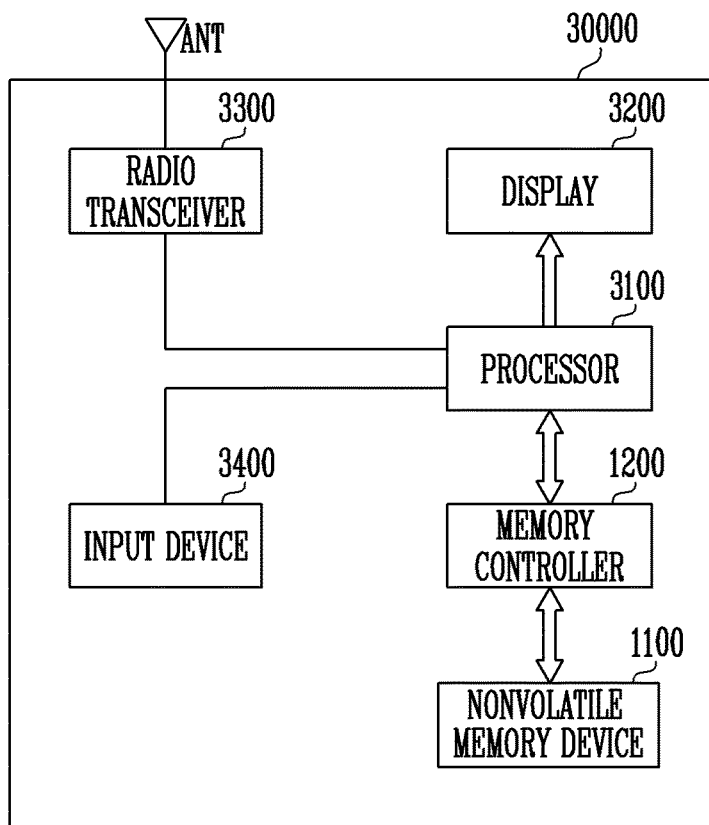 ANT
30000
3300
RADIO
TRANSCEIVER
3200
DISPLAY
3100
PROCESSOR
3400
INPUT DEVICE
1200
MEMORY
CONTROLLER
1100
NONVOLATILE
MEMORY DEVICE